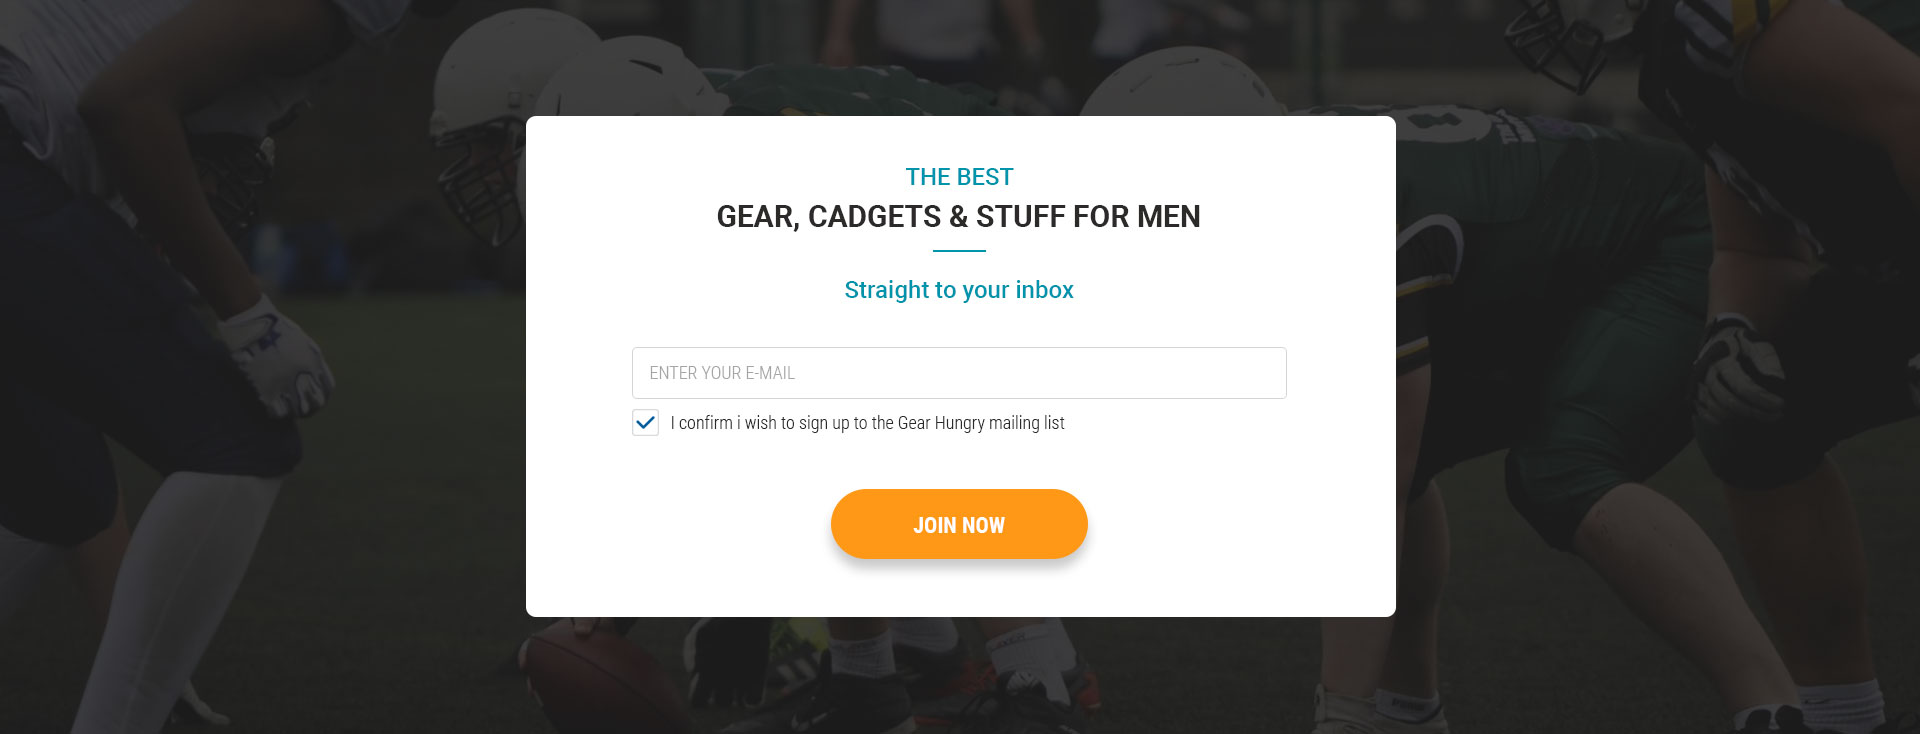 THE BEST
GEAR, CADGETS & STUFF FOR MEN
Straight to your inbox
ENTER YOUR E-MAIL
I confirm i wish to sign up to the Gear Hungry mailing list
JOIN NOW